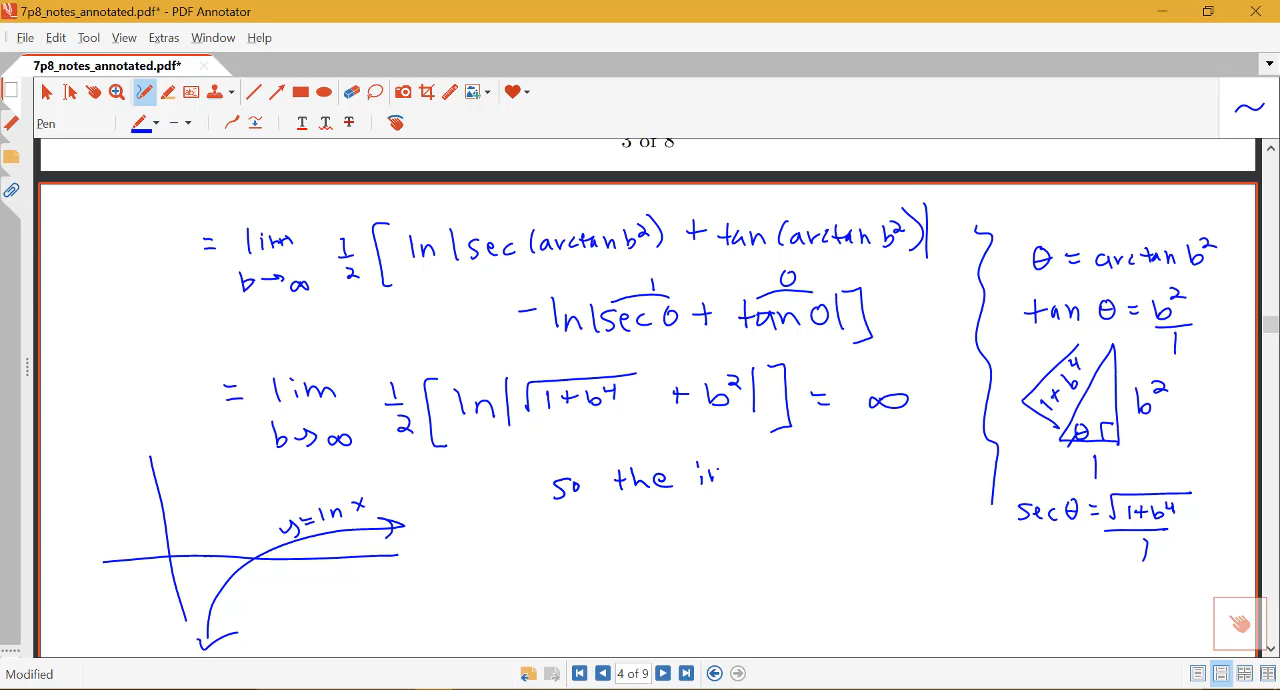 7p8_notes_annotated.pdf* - PDF Annotator
File Edit Tool View Extras Window Help
7p8_notes_annotated.pdf*
Pen
3 of 8
= lim b→∞ 1/2 [ ln |sec (arctan b²) + tan (arctan b²)|
1 0
- ln |sec 0 + tan 0| ]
= lim b→∞ 1/2 [ ln | √(1+b⁴) + b² | ] = ∞
so the in
y = ln x
θ = arctan b²
tan θ = b²/1
√(1+b⁴) b²
θ
1
sec θ = √(1+b⁴)/1
Modified 4 of 9